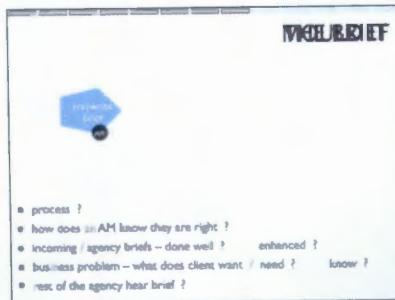 process ?
how does an AM know they are right ?
incoming / agency briefs – done well ? enhanced ?
business problem – what does client want / need ? know ?
rest of the agency hear brief ?